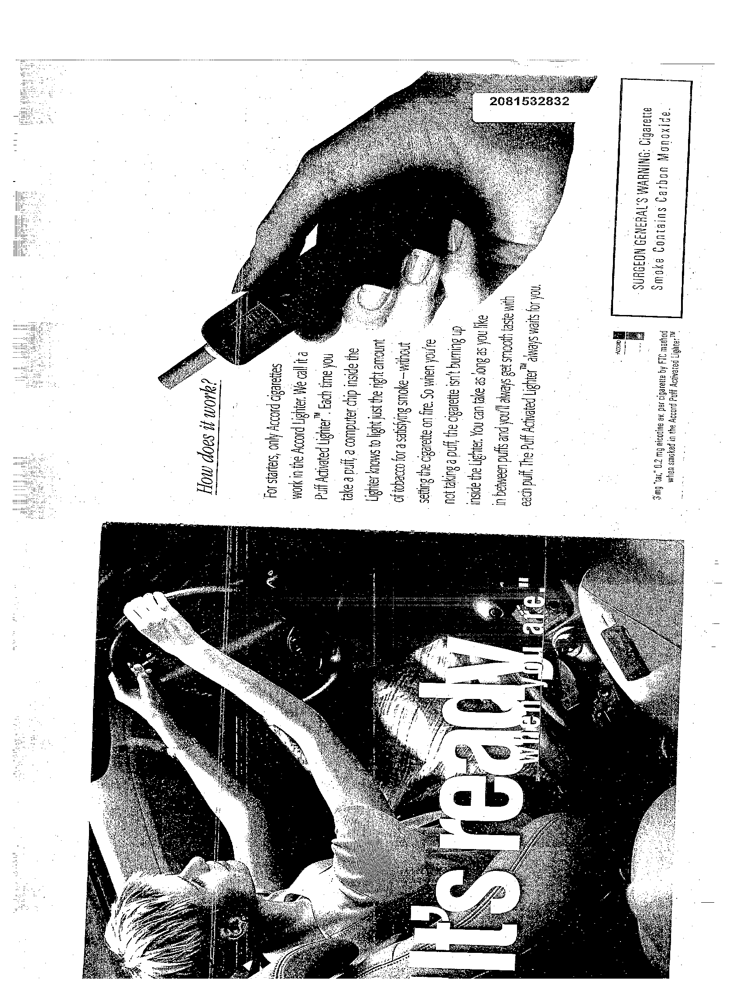 It's ready
when you are."
How does it work?
For starters, only Accord cigarettes
work in the Accord Lighter. We call it a
Puff Activated Lighter™. Each time you
take a puff, a computer chip inside the
Lighter knows to light just the right amount
of tobacco for a satisfying smoke—without
setting the cigarette on fire. So when you're
not taking a puff, the cigarette isn't burning up
inside the Lighter. You can take as long as you like
in between puffs and you'll always get smooth taste with
each puff. The Puff Activated Lighter™ always waits for you.
2081532832
ACCORD
3 mg "tar," 0.2 mg nicotine av. per cigarette by FTC method
when smoked in the Accord Puff Activated Lighter.™
SURGEON GENERAL'S WARNING: Cigarette
Smoke Contains Carbon Monoxide.